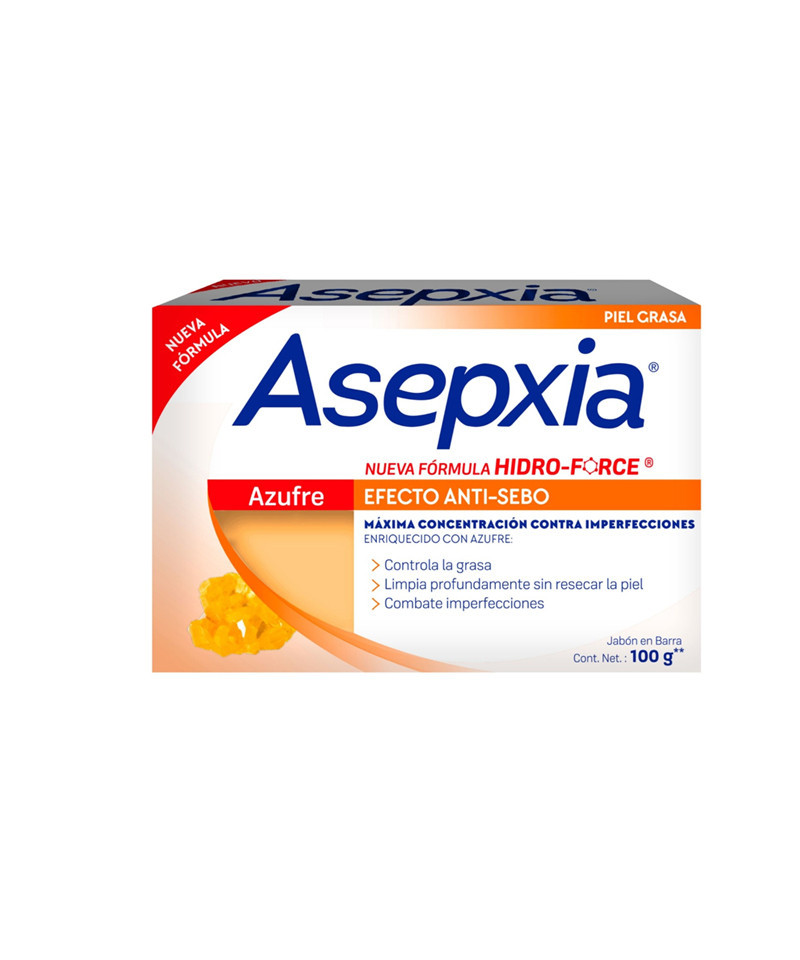 Asepxia
PIEL GRASA
NUEVA
FÓRMULA
Asepxia®
NUEVA FÓRMULA HIDRO-FORCE®
Azufre
EFECTO ANTI-SEBO
MÁXIMA CONCENTRACIÓN CONTRA IMPERFECCIONES
ENRIQUECIDO CON AZUFRE:
Controla la grasa
Limpia profundamente sin resecar la piel
Combate imperfecciones
Jabón en Barra
Cont. Net. : 100 g**